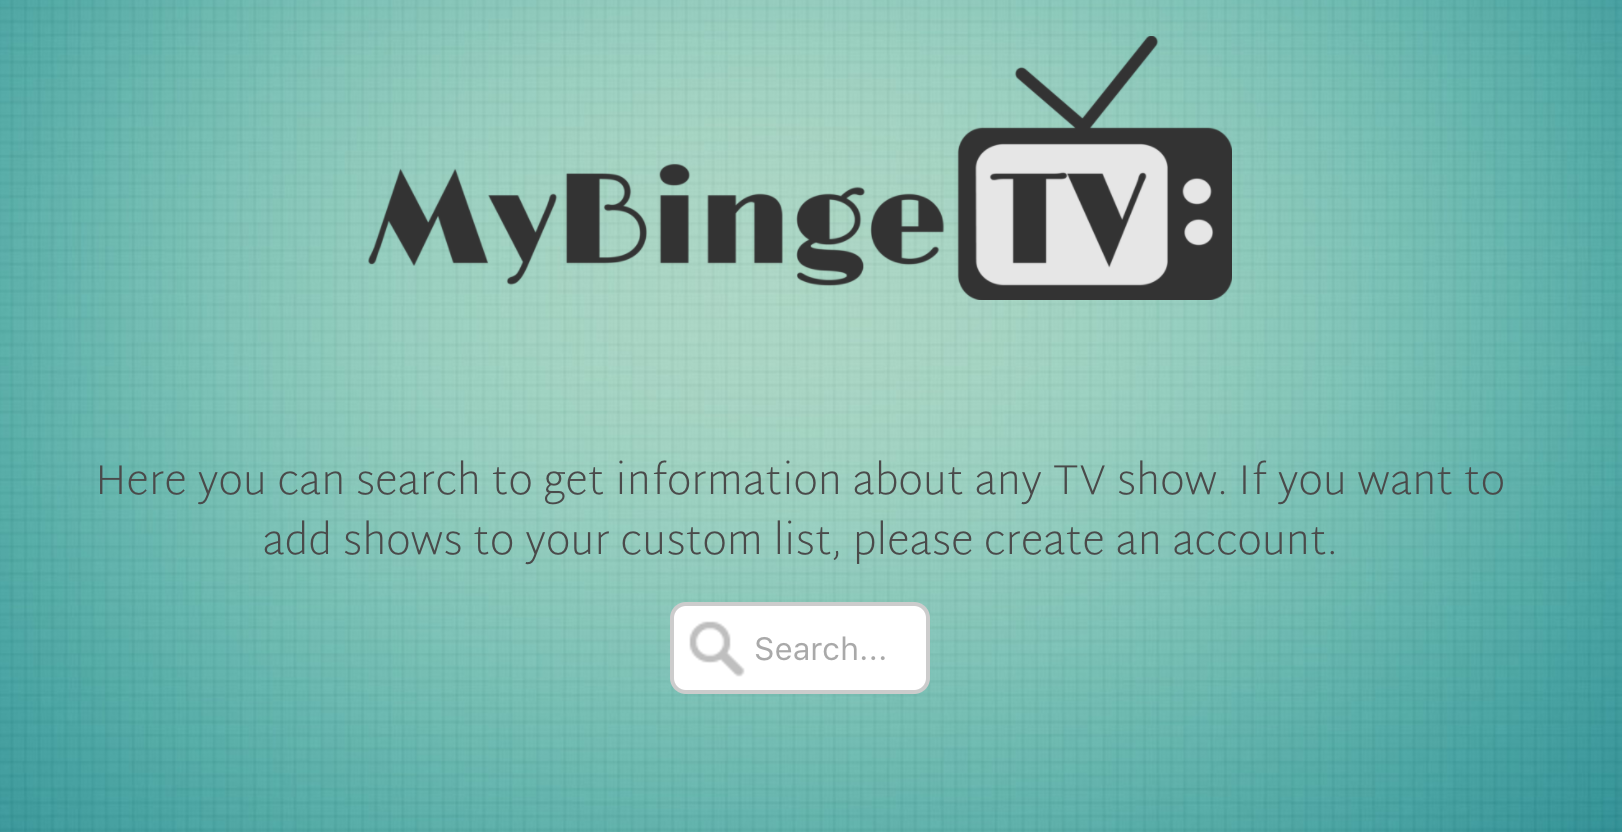 MyBinge TV
Here you can search to get information about any TV show. If you want to
add shows to your custom list, please create an account.
Search...